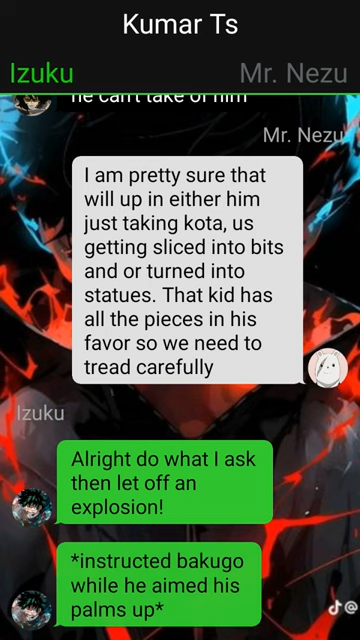 Kumar Ts
Izuku
Mr. Nezu
he can't take of him
Mr. Nezu
I am pretty sure that
will up in either him
just taking kota, us
getting sliced into bits
and or turned into
statues. That kid has
all the pieces in his
favor so we need to
tread carefully
Izuku
Alright do what I ask
then let off an
explosion!
*instructed bakugo
while he aimed his
palms up*
@